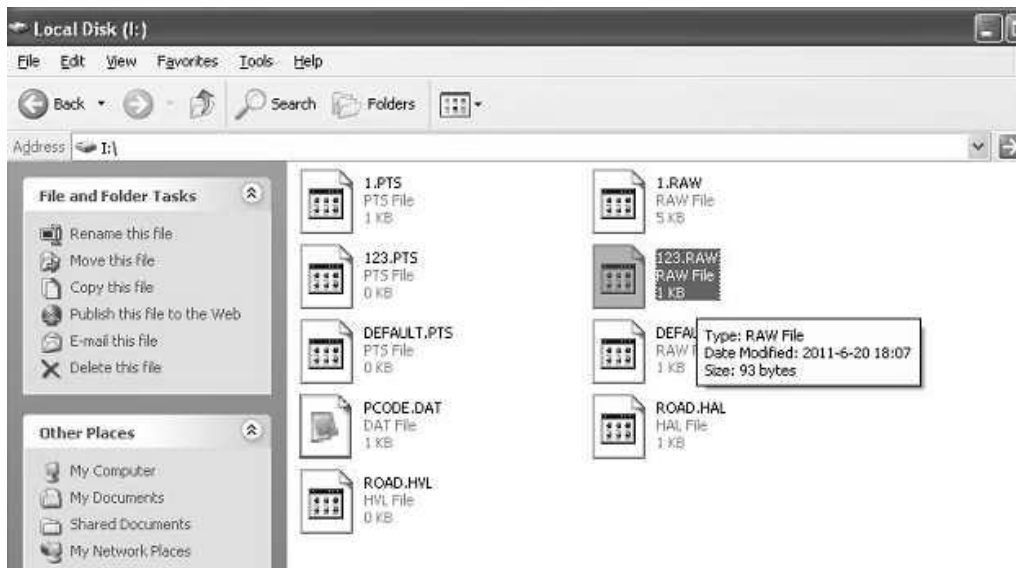 Local Disk (I:)
File Edit View Favorites Tools Help
Back Search Folders
Address I:\
File and Folder Tasks
Rename this file
Move this file
Copy this file
Publish this file to the Web
E-mail this file
Delete this file
Other Places
My Computer
My Documents
Shared Documents
My Network Places
1.PTS
PTS File
1 KB
1.RAW
RAW File
5 KB
123.PTS
PTS File
0 KB
123.RAW
RAW File
1 KB
DEFAULT.PTS
PTS File
0 KB
DEFAU
RAW F
1 KB
Type: RAW File
Date Modified: 2011-6-20 18:07
Size: 93 bytes
PCODE.DAT
DAT File
1 KB
ROAD.HAL
HAL File
1 KB
ROAD.HVL
HVL File
0 KB